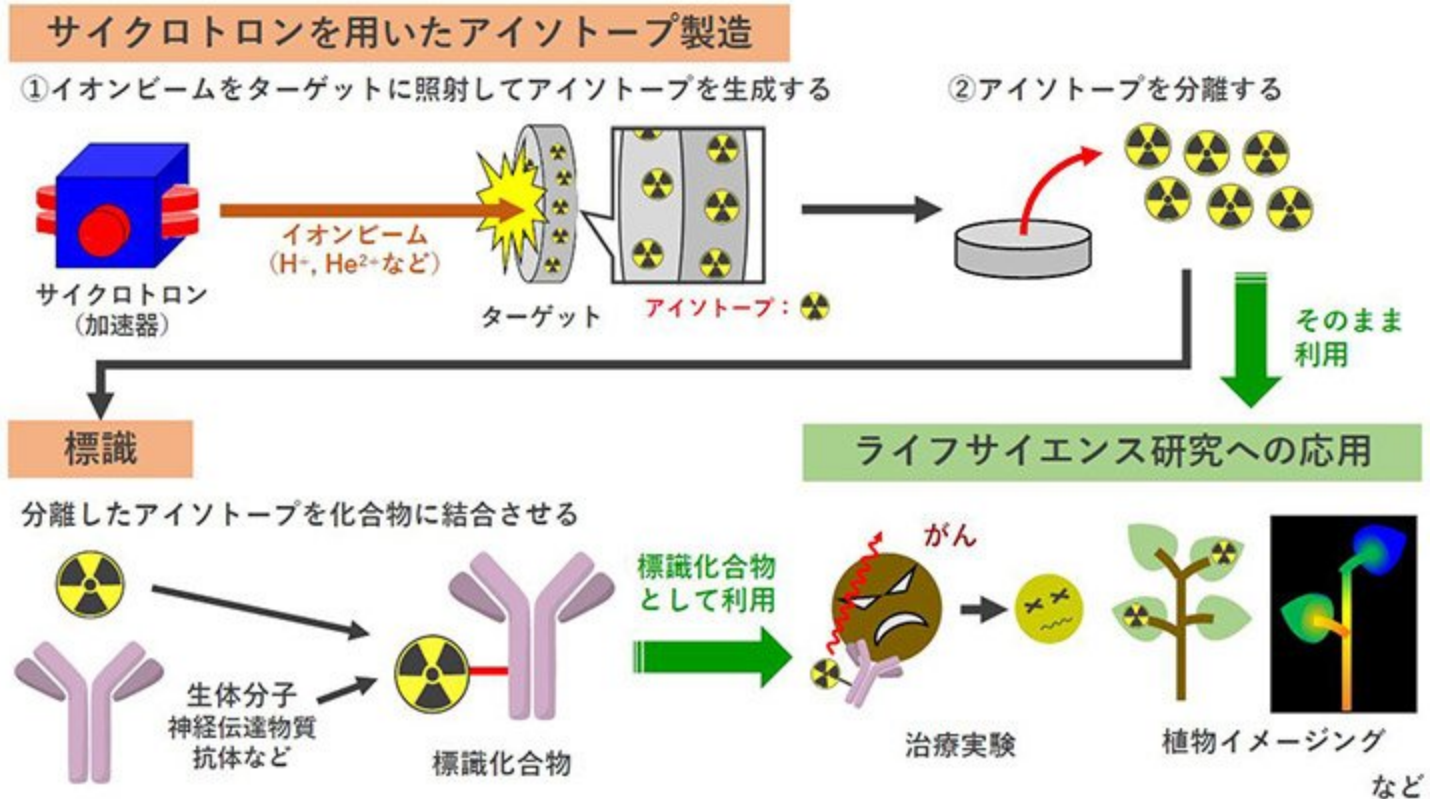 サイクロトロンを用いたアイソトープ製造
①イオンビームをターゲットに照射してアイソトープを生成する
②アイソトープを分離する
イオンビーム
(H⁺, He²⁺など)
サイクロトロン
(加速器)
ターゲット
アイソトープ：
そのまま
利用
標識
ライフサイエンス研究への応用
分離したアイソトープを化合物に結合させる
生体分子
神経伝達物質
抗体など
標識化合物
標識化合物
として利用
がん
治療実験
植物イメージング
など